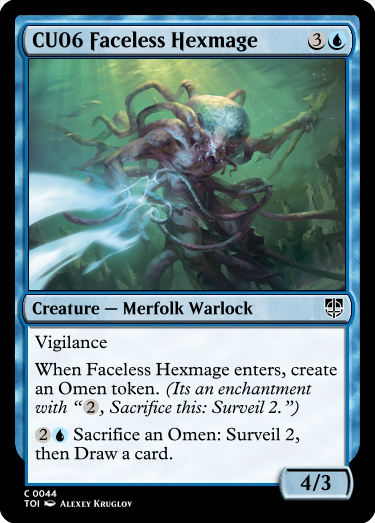 CU06 Faceless Hexmage 3
Creature — Merfolk Warlock
Vigilance
When Faceless Hexmage enters, create
an Omen token. (Its an enchantment
with “2, Sacrifice this: Surveil 2.”)
2 Sacrifice an Omen: Surveil 2,
then Draw a card.
4/3
C 0044
TOI Alexey Kruglov